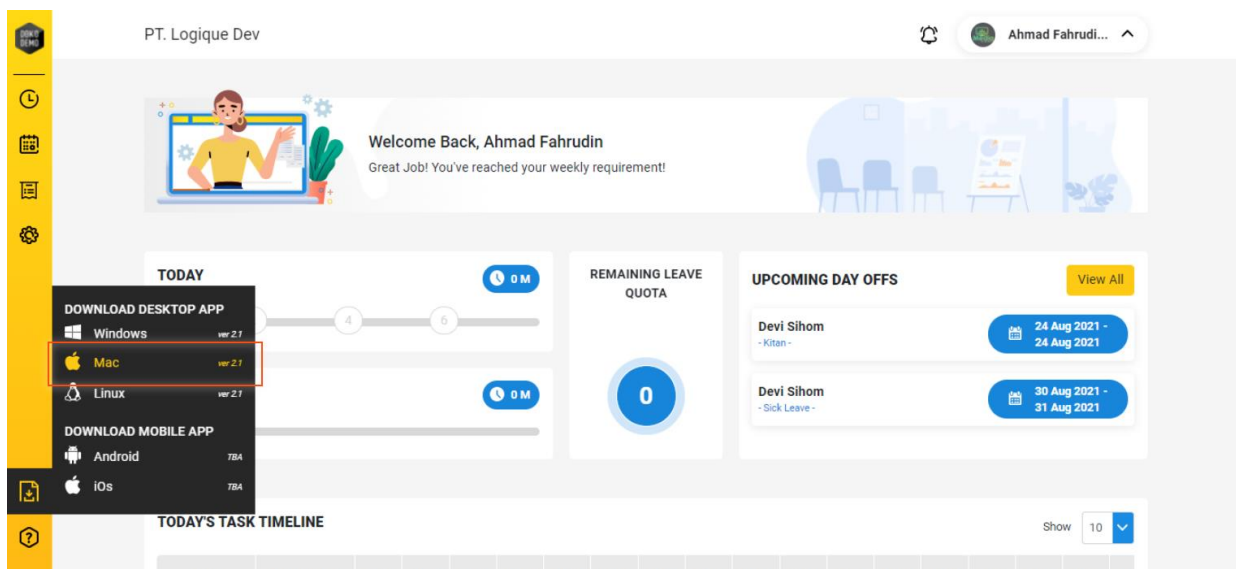 DOKO
DEMO
PT. Logique Dev
Ahmad Fahrudi...
Welcome Back, Ahmad Fahrudin
Great Job! You've reached your weekly requirement!
TODAY
0 M
4
6
0 M
REMAINING LEAVE
QUOTA
0
UPCOMING DAY OFFS
View All
Devi Sihom
- Kitan -
24 Aug 2021 -
24 Aug 2021
Devi Sihom
- Sick Leave -
30 Aug 2021 -
31 Aug 2021
DOWNLOAD DESKTOP APP
Windows ver 2.1
Mac ver 2.1
Linux ver 2.1
DOWNLOAD MOBILE APP
Android TBA
iOs TBA
TODAY'S TASK TIMELINE
Show 10